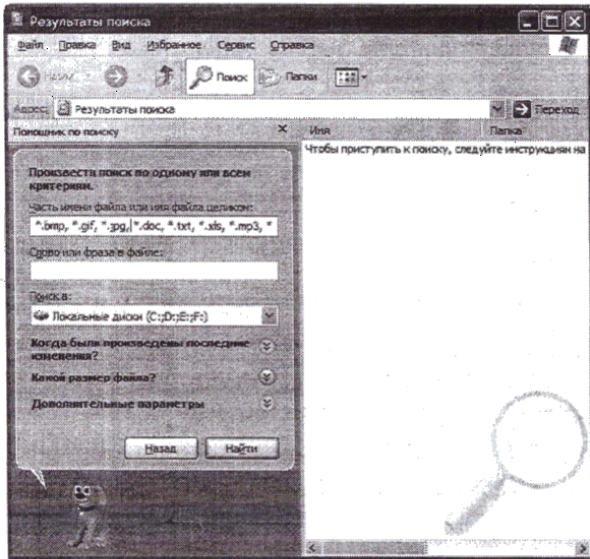 Результаты поиска
Файл Правка Вид Избранное Сервис Справка
Назад Поиск Папки
Адрес: Результаты поиска Переход
Помощник по поиску × Имя Папка
Чтобы приступить к поиску, следуйте инструкциям на
Произвести поиск по одному или всем
критериям.
Часть имени файла или имя файла целиком:
*.bmp, *.gif, *.jpg, *.doc, *.txt, *.xls, *.mp3, *
Слово или фраза в файле:
Поиск в:
Локальные диски (C:;D:;E:;F:)
Когда были произведены последние
изменения?
Какой размер файла?
Дополнительные параметры
Назад Найти